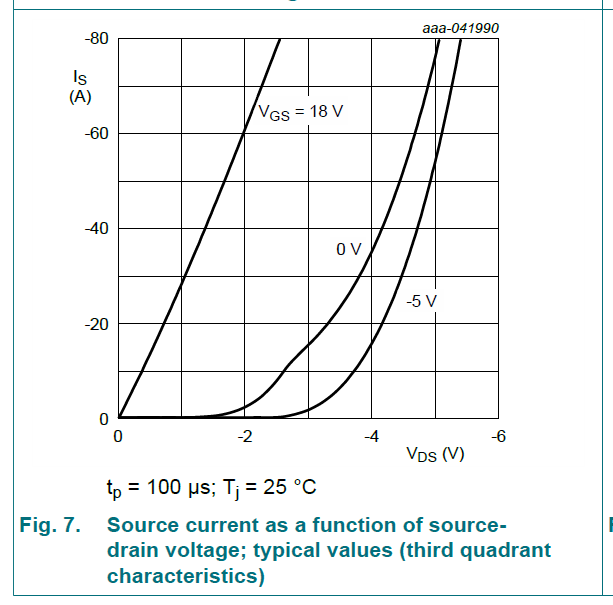 aaa-041990
-80
IS
(A)
VGS = 18 V
-60
-40
0 V
-5 V
-20
0
0
-2
-4
-6
VDS (V)
tp = 100 µs; Tj = 25 °C
Fig. 7. Source current as a function of source-
drain voltage; typical values (third quadrant
characteristics)